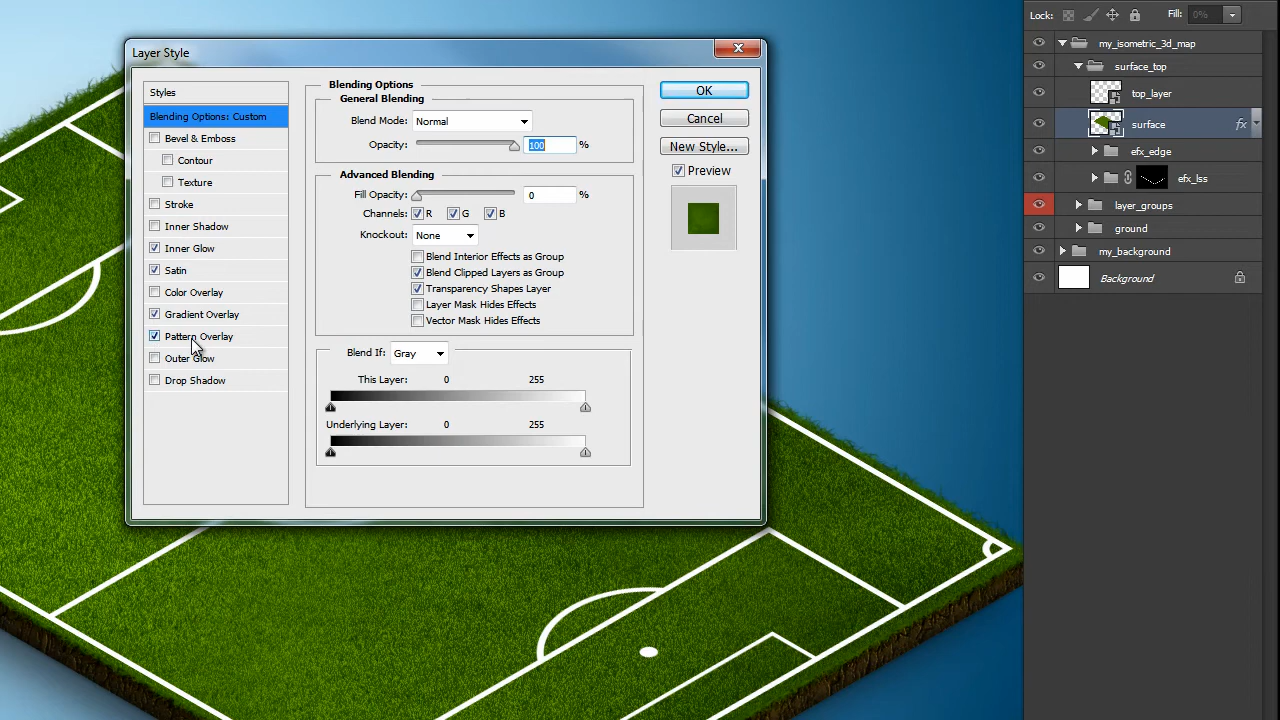 Layer Style
Styles
Blending Options: Custom
Bevel & Emboss
Contour
Texture
Stroke
Inner Shadow
Inner Glow
Satin
Color Overlay
Gradient Overlay
Pattern Overlay
Outer Glow
Drop Shadow
Blending Options
General Blending
Blend Mode: Normal
Opacity: 100 %
Advanced Blending
Fill Opacity: 0 %
Channels: R G B
Knockout: None
Blend Interior Effects as Group
Blend Clipped Layers as Group
Transparency Shapes Layer
Layer Mask Hides Effects
Vector Mask Hides Effects
Blend If: Gray
This Layer: 0 255
Underlying Layer: 0 255
OK
Cancel
New Style...
Preview
Lock: Fill: 0%
my_isometric_3d_map
surface_top
top_layer
surface fx
efx_edge
efx_lss
layer_groups
ground
my_background
Background